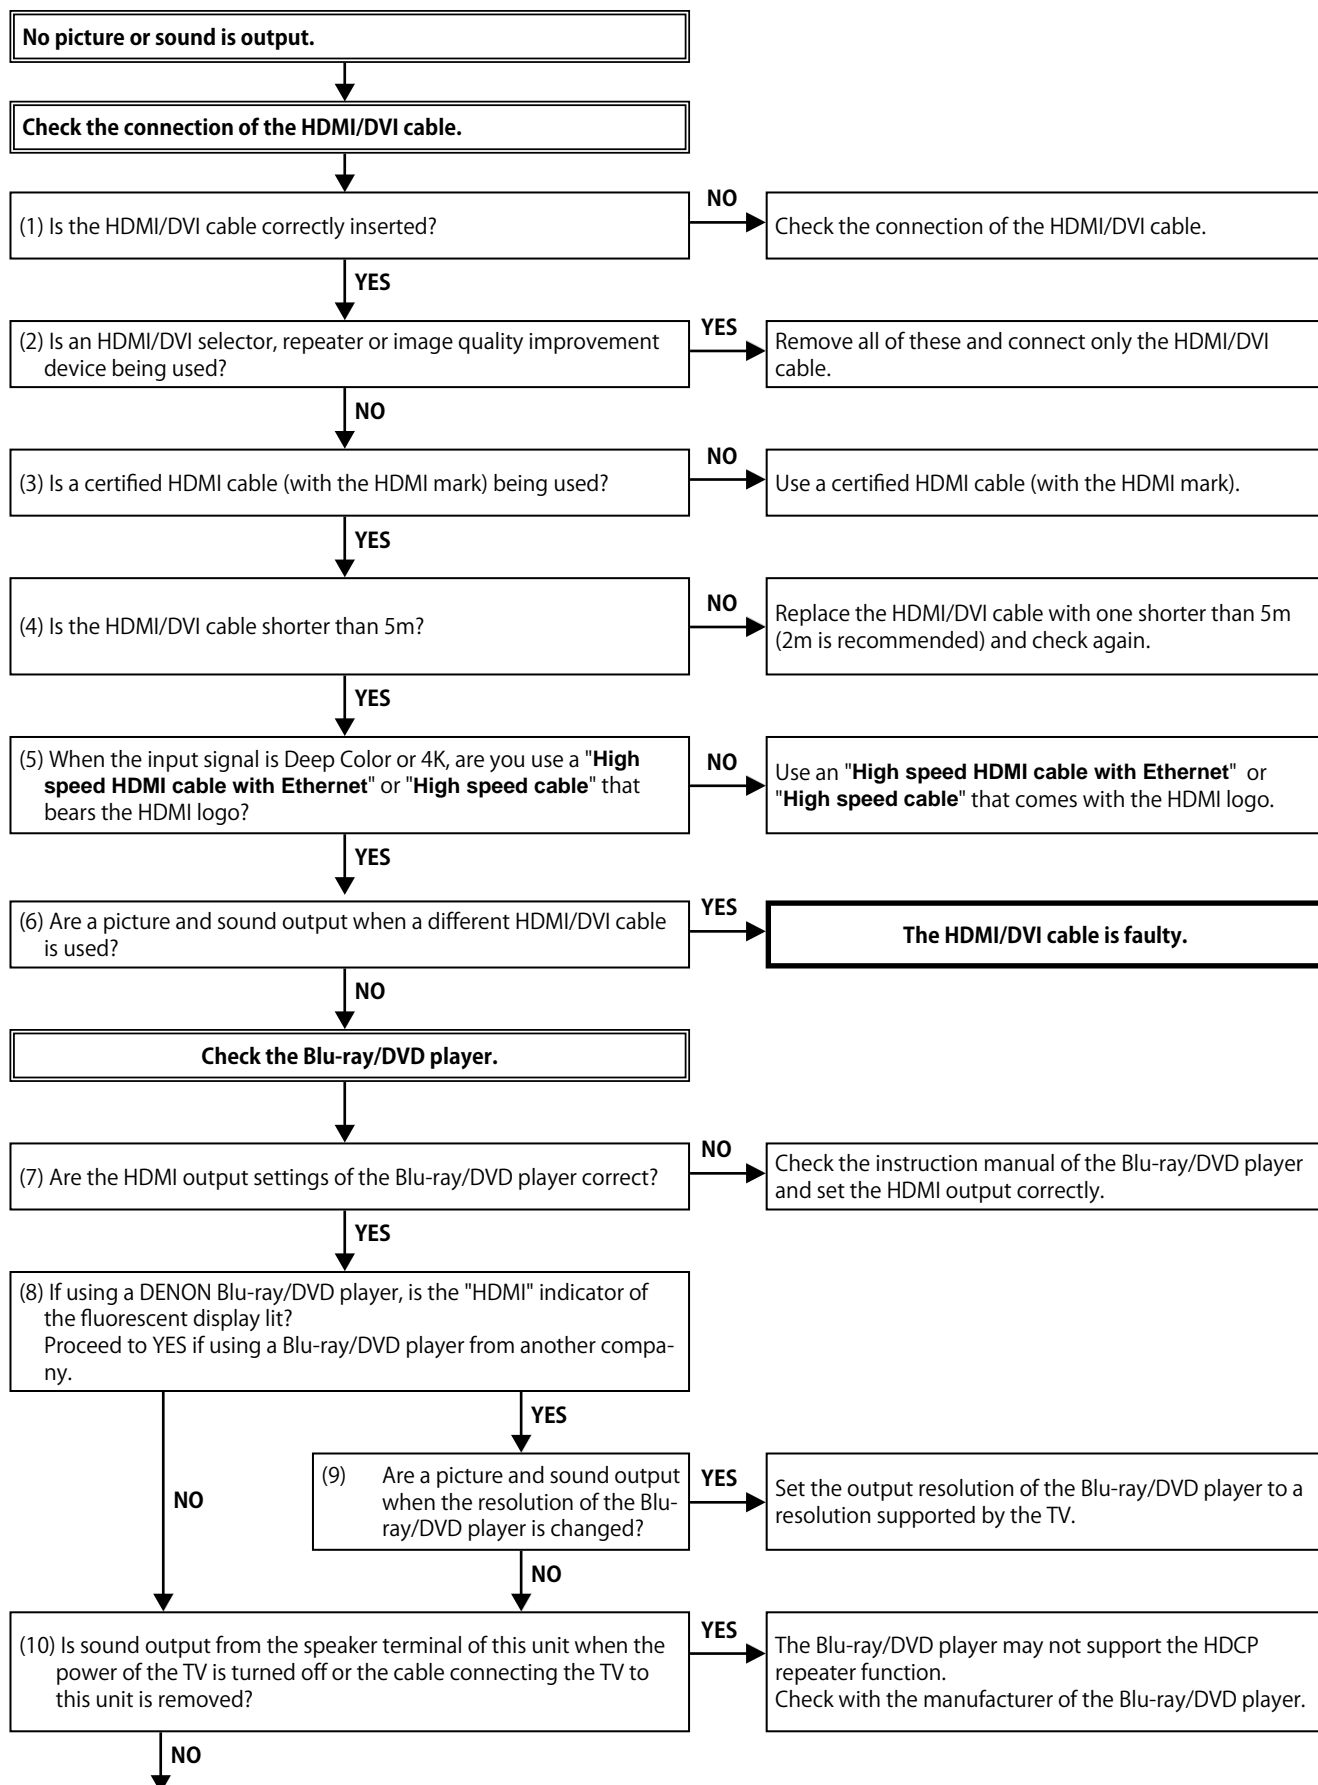 No picture or sound is output.
Check the connection of the HDMI/DVI cable.
(1) Is the HDMI/DVI cable correctly inserted?
NO
Check the connection of the HDMI/DVI cable.
YES
(2) Is an HDMI/DVI selector, repeater or image quality improvement
device being used?
YES
Remove all of these and connect only the HDMI/DVI
cable.
NO
(3) Is a certified HDMI cable (with the HDMI mark) being used?
NO
Use a certified HDMI cable (with the HDMI mark).
YES
(4) Is the HDMI/DVI cable shorter than 5m?
NO
Replace the HDMI/DVI cable with one shorter than 5m
(2m is recommended) and check again.
YES
(5) When the input signal is Deep Color or 4K, are you use a "High
speed HDMI cable with Ethernet" or "High speed cable" that
bears the HDMI logo?
NO
Use an "High speed HDMI cable with Ethernet" or
"High speed cable" that comes with the HDMI logo.
YES
(6) Are a picture and sound output when a different HDMI/DVI cable
is used?
YES
The HDMI/DVI cable is faulty.
NO
Check the Blu-ray/DVD player.
(7) Are the HDMI output settings of the Blu-ray/DVD player correct?
NO
Check the instruction manual of the Blu-ray/DVD player
and set the HDMI output correctly.
YES
(8) If using a DENON Blu-ray/DVD player, is the "HDMI" indicator of
the fluorescent display lit?
Proceed to YES if using a Blu-ray/DVD player from another compa-
ny.
YES
NO
(9) Are a picture and sound output
when the resolution of the Blu-
ray/DVD player is changed?
YES
Set the output resolution of the Blu-ray/DVD player to a
resolution supported by the TV.
NO
(10) Is sound output from the speaker terminal of this unit when the
power of the TV is turned off or the cable connecting the TV to
this unit is removed?
YES
The Blu-ray/DVD player may not support the HDCP
repeater function.
Check with the manufacturer of the Blu-ray/DVD player.
NO